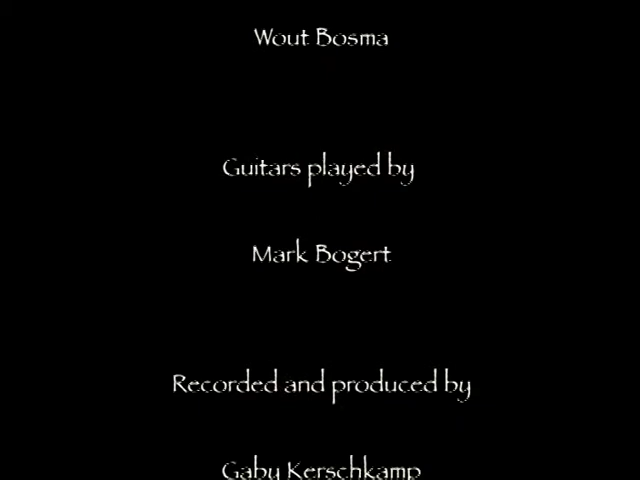 Wout Bosma
Guitars played by
Mark Bogert
Recorded and produced by
Gaby Kerschkamp